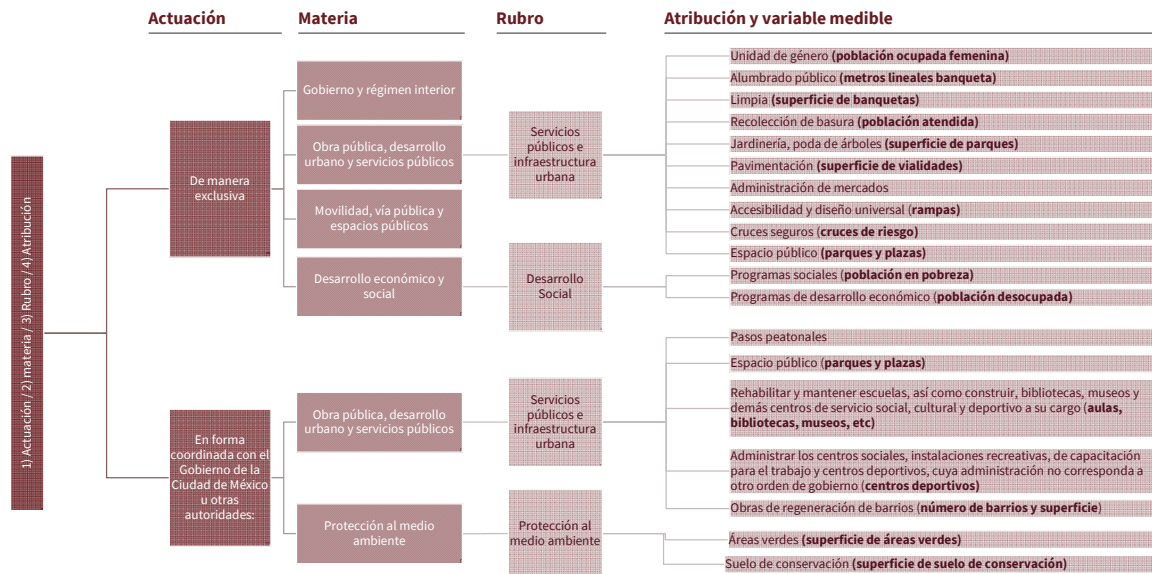 Actuación
Materia
Rubro
Atribución y variable medible
1) Actuación / 2) materia / 3) Rubro / 4) Atribución
De manera
exclusiva
Gobierno y régimen interior
Obra pública, desarrollo
urbano y servicios públicos
Movilidad, vía pública y
espacios públicos
Desarrollo económico y
social
Servicios
públicos e
infraestructura
urbana
Desarrollo
Social
Unidad de género (población ocupada femenina)
Alumbrado público (metros lineales banqueta)
Limpia (superficie de banquetas)
Recolección de basura (población atendida)
Jardinería, poda de árboles (superficie de parques)
Pavimentación (superficie de vialidades)
Administración de mercados
Accesibilidad y diseño universal (rampas)
Cruces seguros (cruces de riesgo)
Espacio público (parques y plazas)
Programas sociales (población en pobreza)
Programas de desarrollo económico (población desocupada)
En forma
coordinada con el
Gobierno de la
Ciudad de México
u otras
autoridades:
Obra pública, desarrollo
urbano y servicios públicos
Protección al medio
ambiente
Servicios
públicos e
infraestructura
urbana
Protección al
medio ambiente
Pasos peatonales
Espacio público (parques y plazas)
Rehabilitar y mantener escuelas, así como construir, bibliotecas, museos y
demás centros de servicio social, cultural y deportivo a su cargo (aulas,
bibliotecas, museos, etc)
Administrar los centros sociales, instalaciones recreativas, de capacitación
para el trabajo y centros deportivos, cuya administración no corresponda a
otro orden de gobierno (centros deportivos)
Obras de regeneración de barrios (número de barrios y superficie)
Áreas verdes (superficie de áreas verdes)
Suelo de conservación (superficie de suelo de conservación)